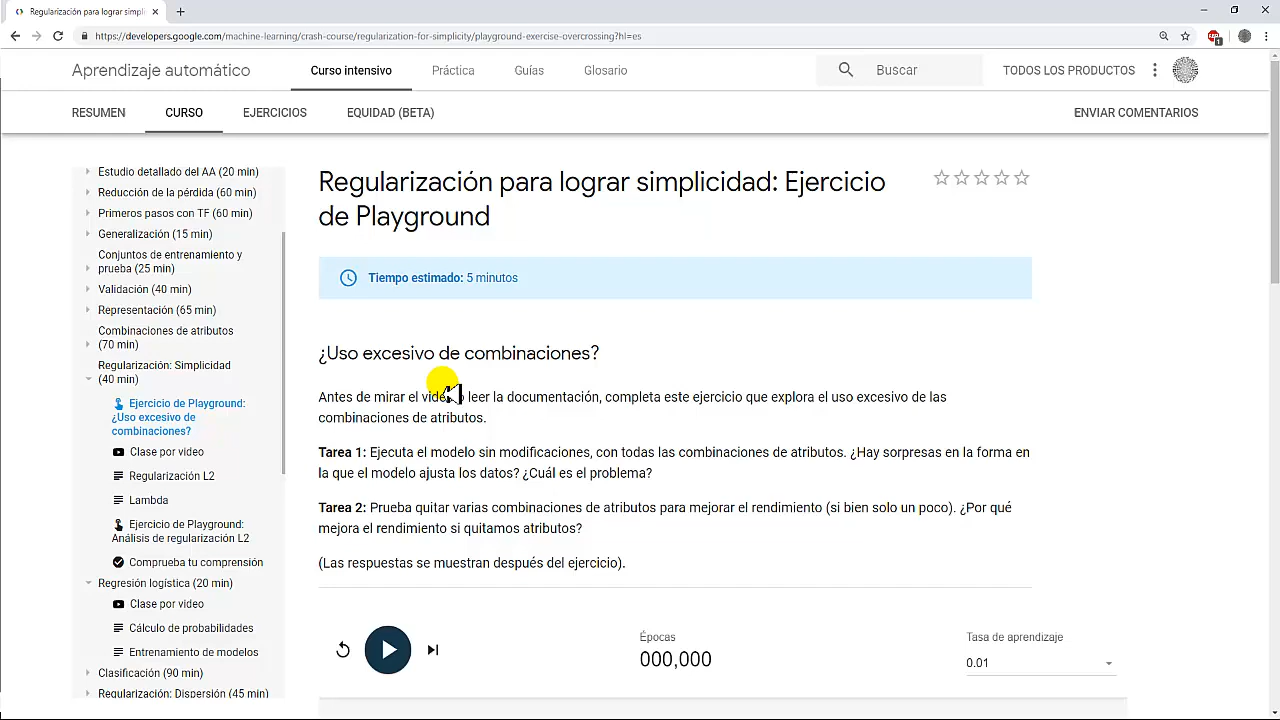 Regularización para lograr simpli
https://developers.google.com/machine-learning/crash-course/regularization-for-simplicity/playground-exercise-overcrossing?hl=es
1
Aprendizaje automático
Curso intensivo
Práctica
Guías
Glosario
Buscar
TODOS LOS PRODUCTOS
RESUMEN
CURSO
EJERCICIOS
EQUIDAD (BETA)
ENVIAR COMENTARIOS
Estudio detallado del AA (20 min)
Reducción de la pérdida (60 min)
Primeros pasos con TF (60 min)
Generalización (15 min)
Conjuntos de entrenamiento y
prueba (25 min)
Validación (40 min)
Representación (65 min)
Combinaciones de atributos
(70 min)
Regularización: Simplicidad
(40 min)
Ejercicio de Playground:
¿Uso excesivo de
combinaciones?
Clase por video
Regularización L2
Lambda
Ejercicio de Playground:
Análisis de regularización L2
Comprueba tu comprensión
Regresión logística (20 min)
Clase por video
Cálculo de probabilidades
Entrenamiento de modelos
Clasificación (90 min)
Regularización: Dispersión (45 min)
Regularización para lograr simplicidad: Ejercicio
de Playground
Tiempo estimado: 5 minutos
¿Uso excesivo de combinaciones?
Antes de mirar el video o leer la documentación, completa este ejercicio que explora el uso excesivo de las
combinaciones de atributos.
Tarea 1: Ejecuta el modelo sin modificaciones, con todas las combinaciones de atributos. ¿Hay sorpresas en la forma en
la que el modelo ajusta los datos? ¿Cuál es el problema?
Tarea 2: Prueba quitar varias combinaciones de atributos para mejorar el rendimiento (si bien solo un poco). ¿Por qué
mejora el rendimiento si quitamos atributos?
(Las respuestas se muestran después del ejercicio).
Épocas
000,000
Tasa de aprendizaje
0.01